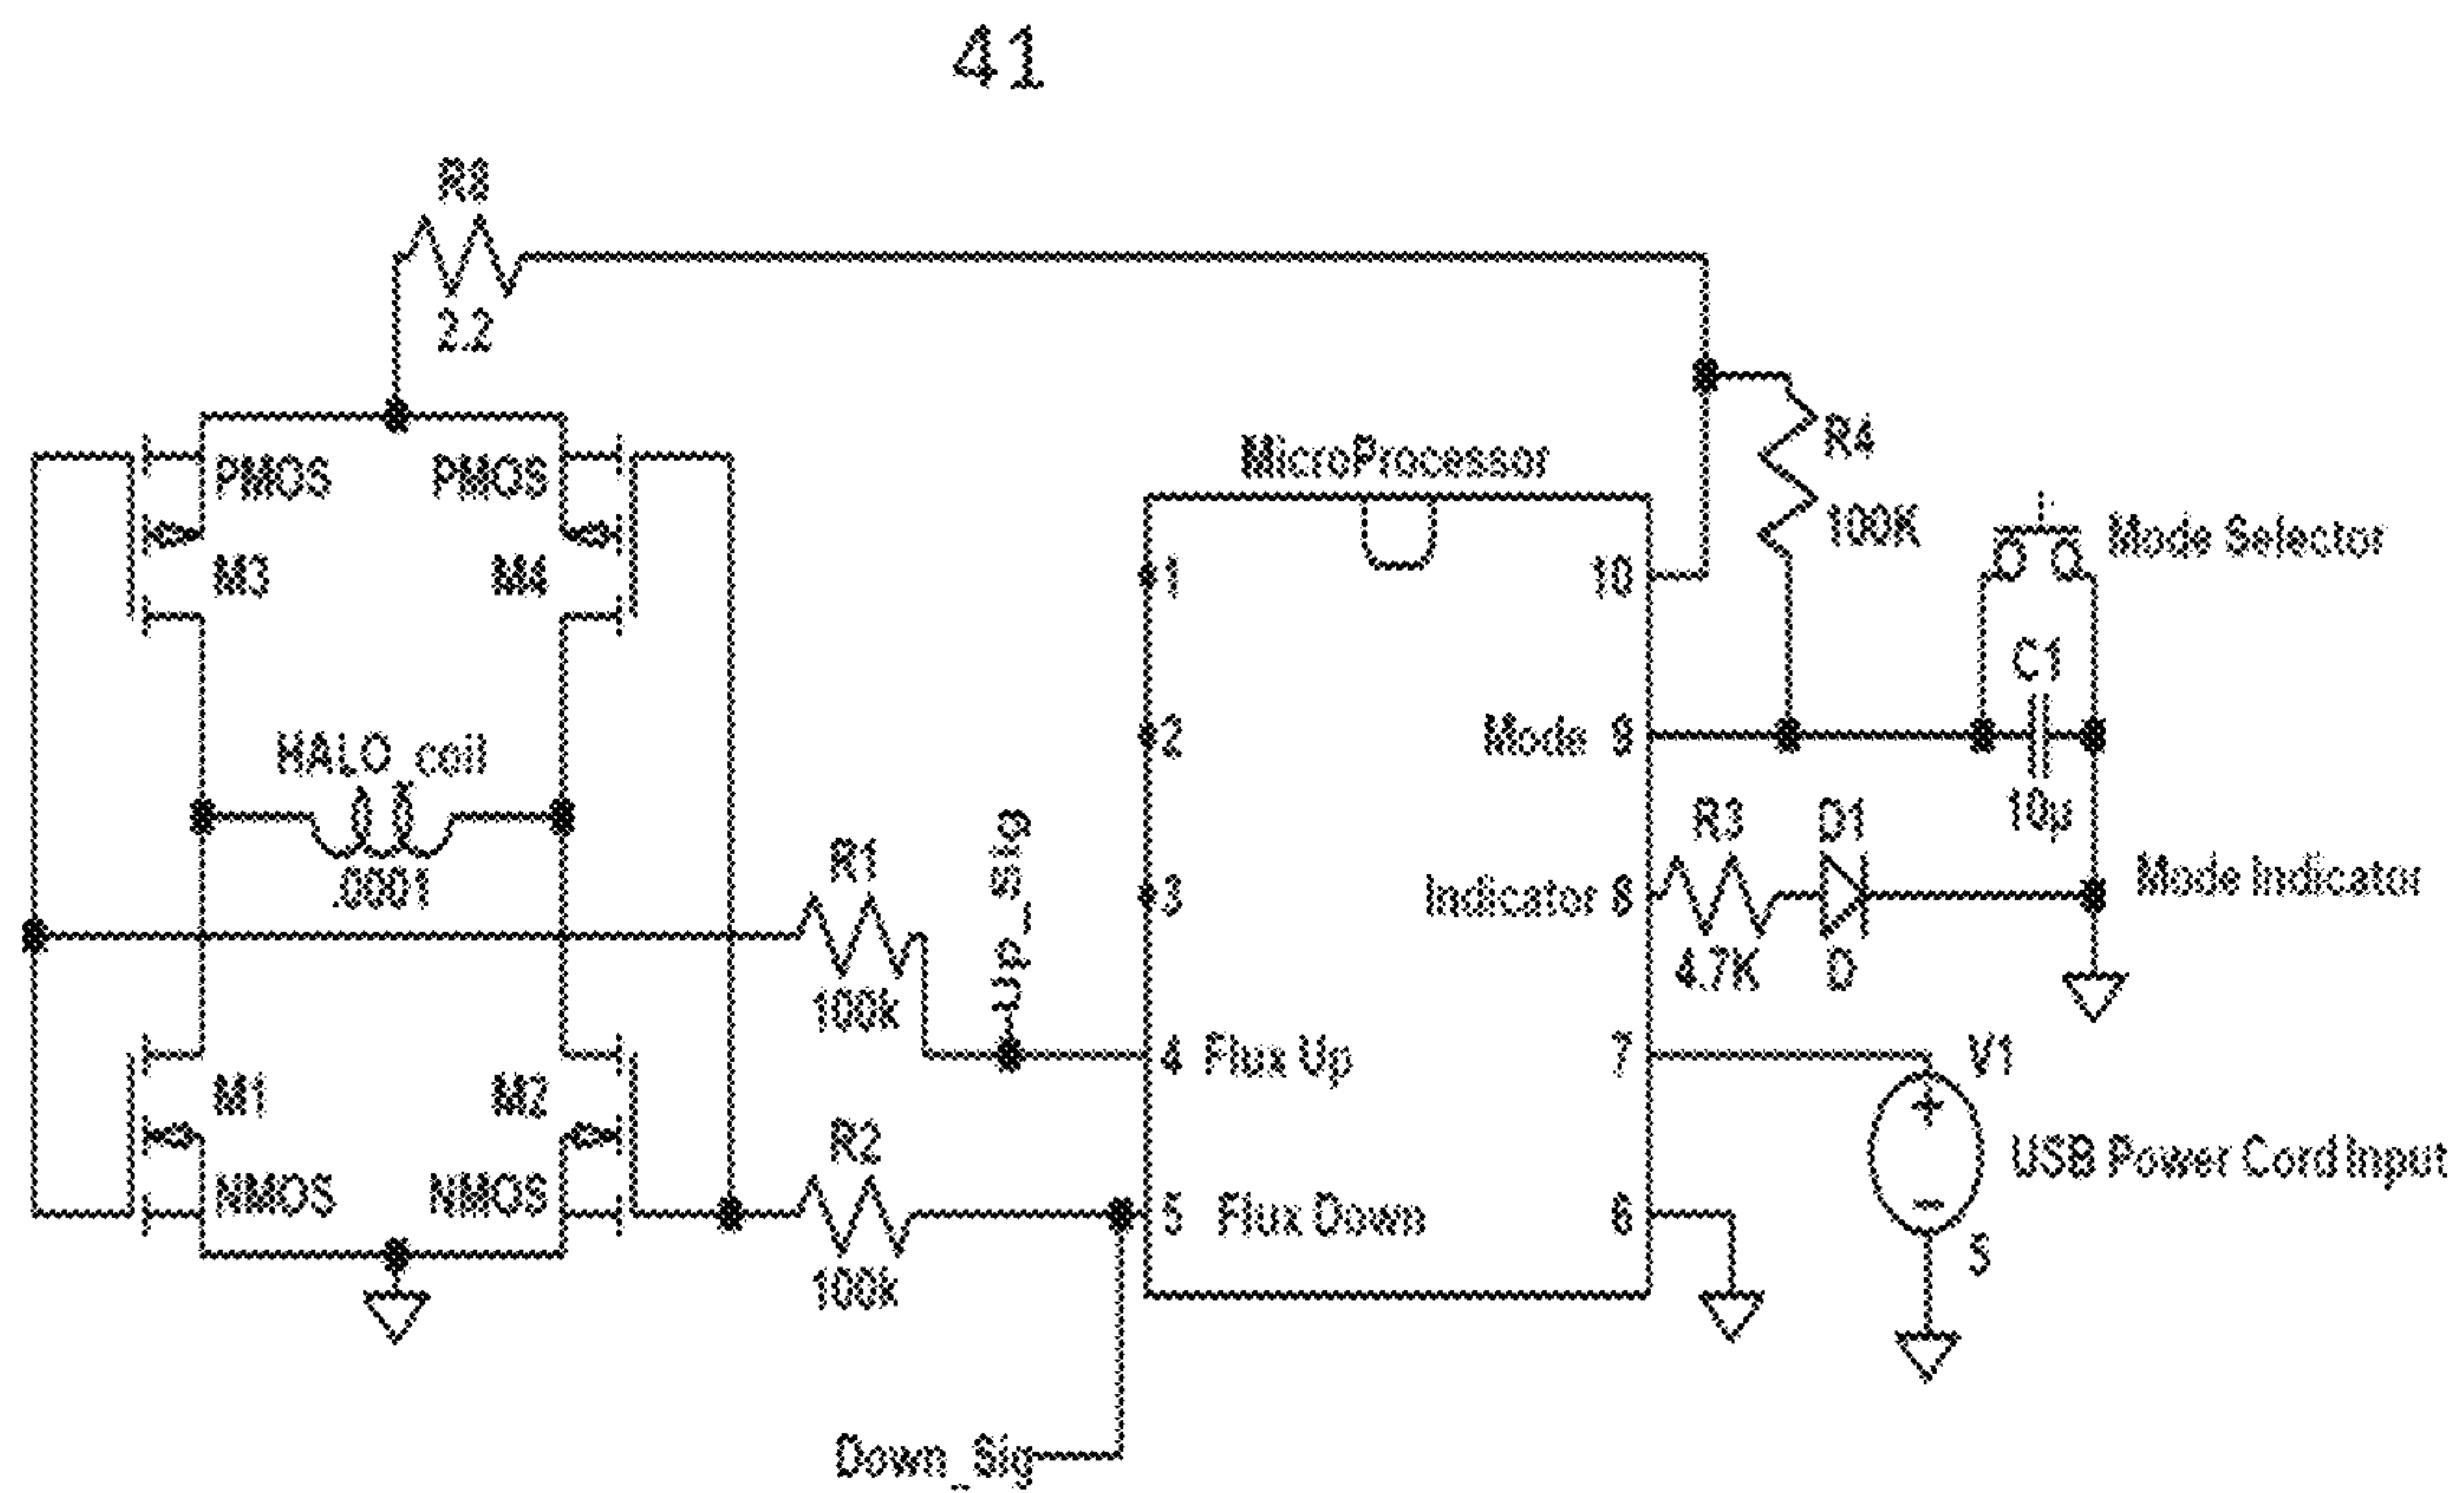 41
R8
2.2
PMOS
PMOS
M3
M4
HALO coil
.0001
M1
M2
NMOS
NMOS
R1
100k
R2
100k
Up_Sig
Down_Sig
MicroProcessor
1
2
3
4 Flux Up
5 Flux Down
10
Mode 9
Indicator 8
7
6
R4
100K
Mode Selector
C1
10µ
R3
4.7K
D1
D
Mode Indicator
V1
USB Power Cord Input
5